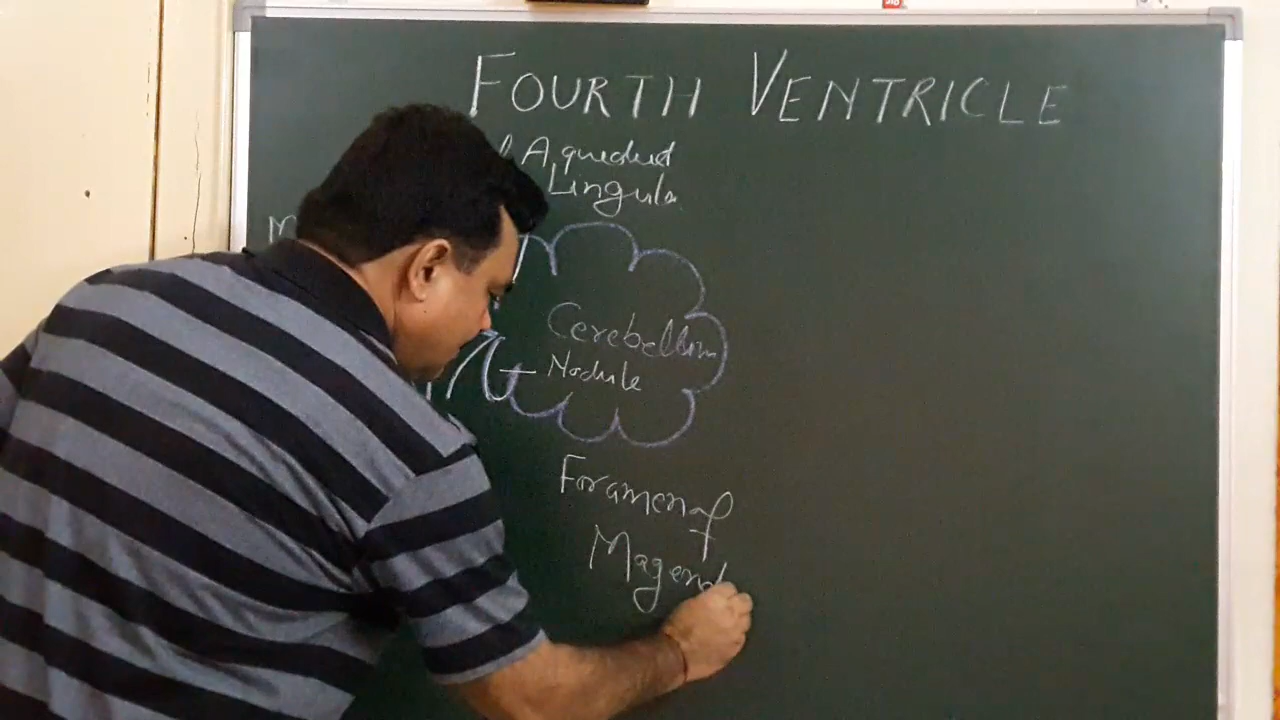 FOURTH VENTRICLE
Aqueduct
Lingula
Cerebellum
Nodule
Foramen of
Magend